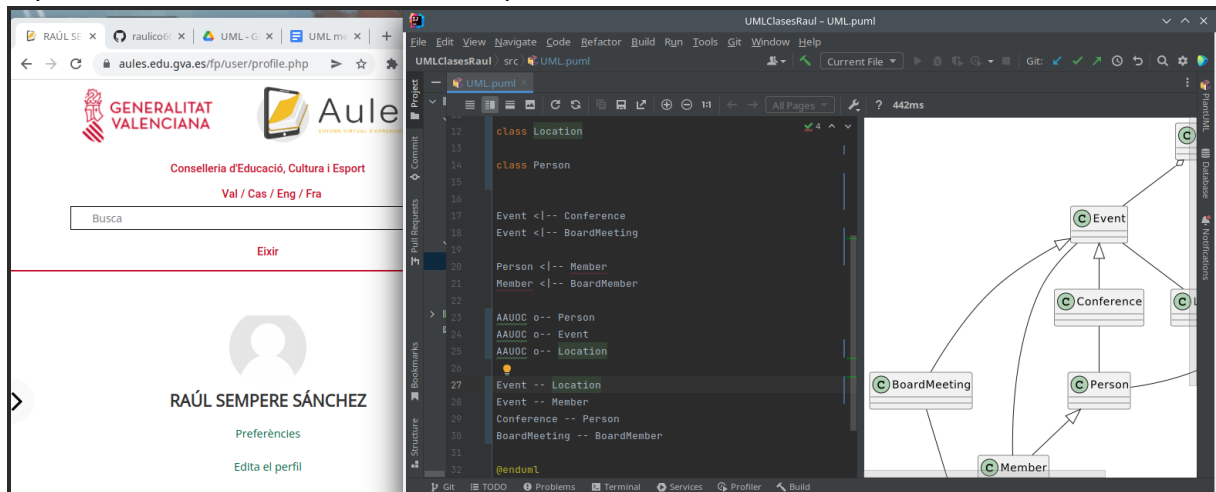 RAÚL SE
raulico6
UML - G
UML me
aules.edu.gva.es/fp/user/profile.php
GENERALITAT
VALENCIANA
Aule
Conselleria d'Educació, Cultura i Esport
Val / Cas / Eng / Fra
Busca
Eixir
RAÚL SEMPERE SÁNCHEZ
Preferències
Edita el perfil
UMLClasesRaul – UML.puml
File Edit View Navigate Code Refactor Build Run Tools Git Window Help
UMLClasesRaul src UML.puml
Current File
Git:
Project
Commit
Pull Requests
Bookmarks
Structure
UML.puml
1:1
All Pages
? 442ms
4
12 class Location
13
14 class Person
15
16
17 Event <|-- Conference
18 Event <|-- BoardMeeting
19
20 Person <|-- Member
21 Member <|-- BoardMember
22
23 AAUOC o-- Person
24 AAUOC o-- Event
25 AAUOC o-- Location
26
27 Event -- Location
28 Event -- Member
29 Conference -- Person
30 BoardMeeting -- BoardMember
31
32 @enduml
C
C Event
C Conference
C L
C BoardMeeting
C Person
C Member
PlantUML
Database
Notifications
Git TODO Problems Terminal Services Profiler Build